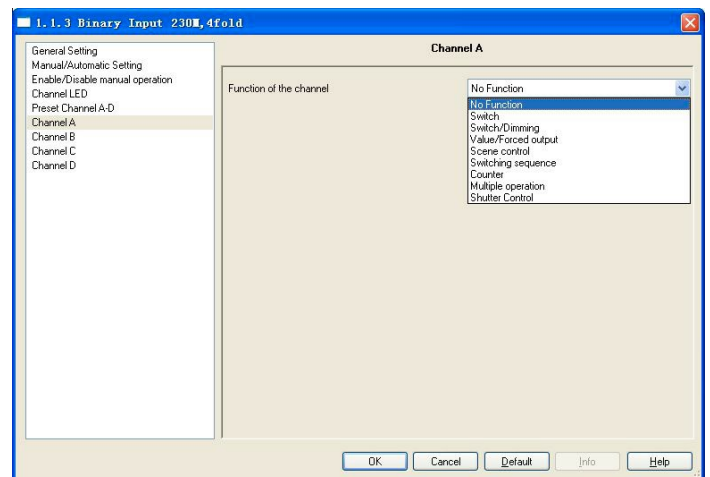 1.1.3 Binary Input 230M,4fold
General Setting
Manual/Automatic Setting
Enable/Disable manual operation
Channel LED
Preset Channel A-D
Channel A
Channel B
Channel C
Channel D
Channel A
Function of the channel
No Function
No Function
Switch
Switch/Dimming
Value/Forced output
Scene control
Switching sequence
Counter
Multiple operation
Shutter Control
OK Cancel Default Info Help